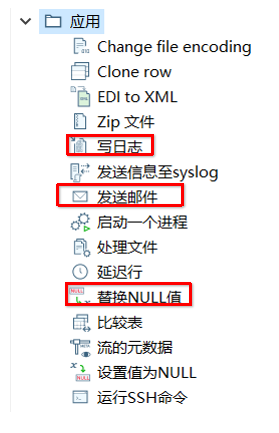 应用
Change file encoding
Clone row
EDI to XML
Zip 文件
写日志
发送信息至syslog
发送邮件
启动一个进程
处理文件
延迟行
替换NULL值
比较表
流的元数据
设置值为NULL
运行SSH命令